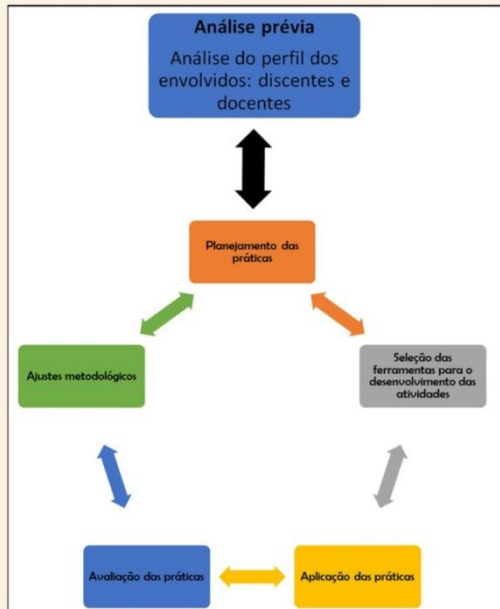 Análise prévia
Análise do perfil dos
envolvidos: discentes e
docentes
Planejamento das
práticas
Ajustes metodológicos
Seleção das
ferramentas para o
desenvolvimento das
atividades
Avaliação das práticas
Aplicação das práticas